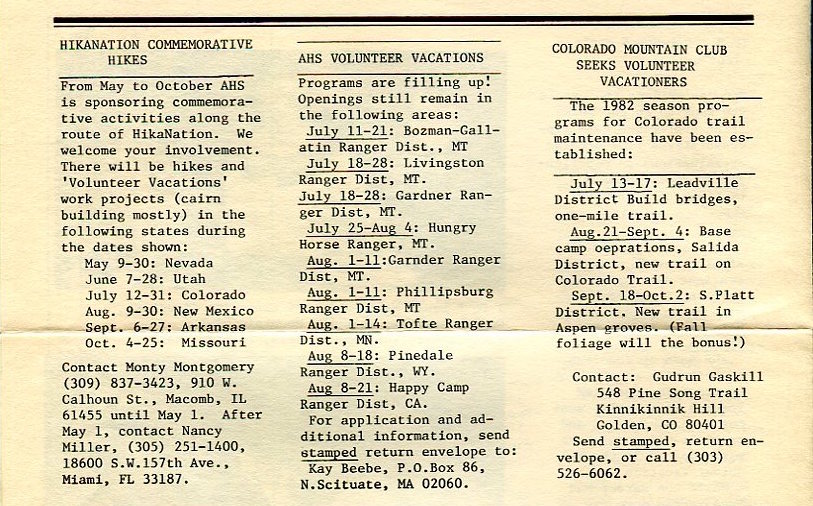 HIKANATION COMMEMORATIVE
HIKES
From May to October AHS
is sponsoring commemora-
tive activities along the
route of HikaNation. We
welcome your involvement.
There will be hikes and
'Volunteer Vacations'
work projects (cairn
building mostly) in the
following states during
the dates shown:
May 9-30: Nevada
June 7-28: Utah
July 12-31: Colorado
Aug. 9-30: New Mexico
Sept. 6-27: Arkansas
Oct. 4-25: Missouri
Contact Monty Montgomery
(309) 837-3423, 910 W.
Calhoun St., Macomb, IL
61455 until May 1. After
May 1, contact Nancy
Miller, (305) 251-1400,
18600 S.W.157th Ave.,
Miami, FL 33187.
AHS VOLUNTEER VACATIONS
Programs are filling up!
Openings still remain in
the following areas:
July 11-21: Bozman-Gall-
atin Ranger Dist., MT
July 18-28: Livingston
Ranger Dist, MT.
July 18-28: Gardner Ran-
ger Dist, MT.
July 25-Aug 4: Hungry
Horse Ranger, MT.
Aug. 1-11:Garnder Ranger
Dist, MT.
Aug. 1-11: Phillipsburg
Ranger Dist, MT
Aug. 1-14: Tofte Ranger
Dist., MN.
Aug 8-18: Pinedale
Ranger Dist., WY.
Aug 8-21: Happy Camp
Ranger Dist, CA.
For application and ad-
ditional information, send
stamped return envelope to:
Kay Beebe, P.O.Box 86,
N.Scituate, MA 02060.
COLORADO MOUNTAIN CLUB
SEEKS VOLUNTEER
VACATIONERS
The 1982 season pro-
grams for Colorado trail
maintenance have been es-
tablished:
July 13-17: Leadville
District Build bridges,
one-mile trail.
Aug.21-Sept. 4: Base
camp oeprations, Salida
District, new trail on
Colorado Trail.
Sept. 18-Oct.2: S.Platt
District. New trail in
Aspen groves. (Fall
foliage will the bonus!)
Contact: Gudrun Gaskill
548 Pine Song Trail
Kinnikinnik Hill
Golden, CO 80401
Send stamped, return en-
velope, or call (303)
526-6062.